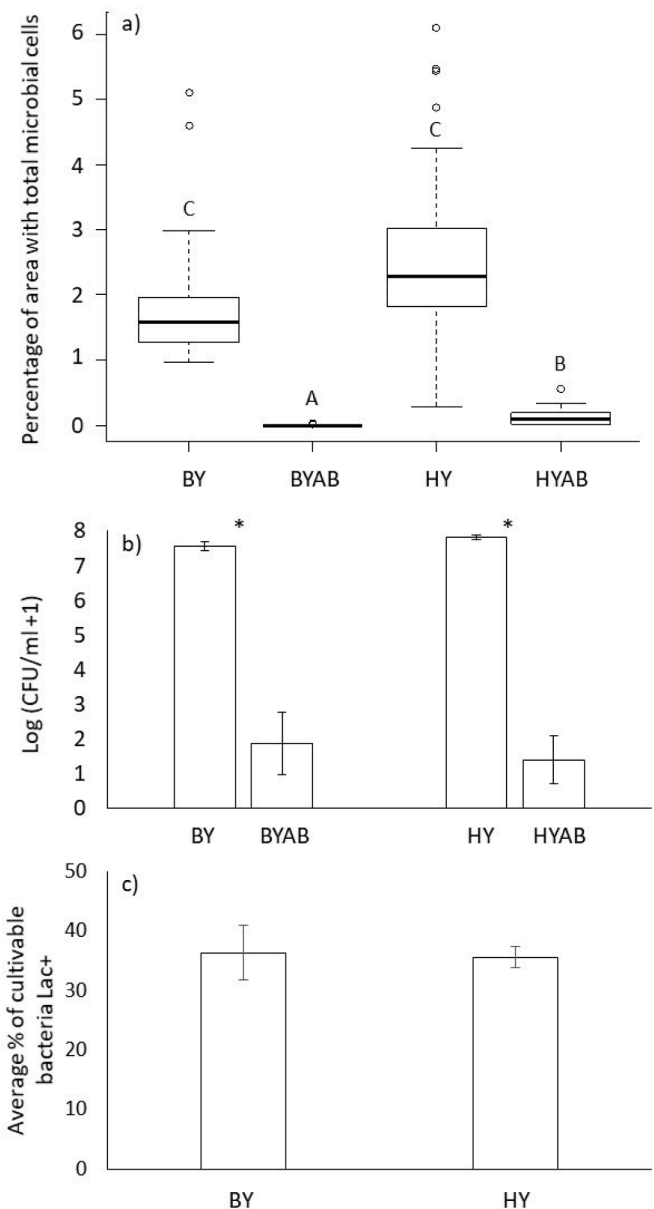 a)
Percentage of area with total microbial cells
6
5
4
3
2
1
0
C
A
C
B
BY BYAB HY HYAB
b)
Log (CFU/ml +1)
8
7
6
5
4
3
2
1
0
* *
BY BYAB HY HYAB
c)
Average % of cultivable
bacteria Lac+
50
40
30
20
10
0
BY HY